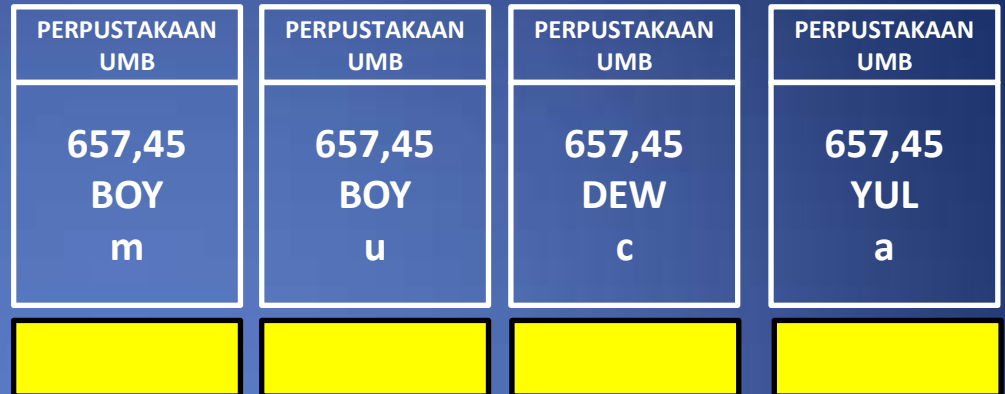 PERPUSTAKAAN
UMB
657,45
BOY
m
PERPUSTAKAAN
UMB
657,45
BOY
u
PERPUSTAKAAN
UMB
657,45
DEW
c
PERPUSTAKAAN
UMB
657,45
YUL
a